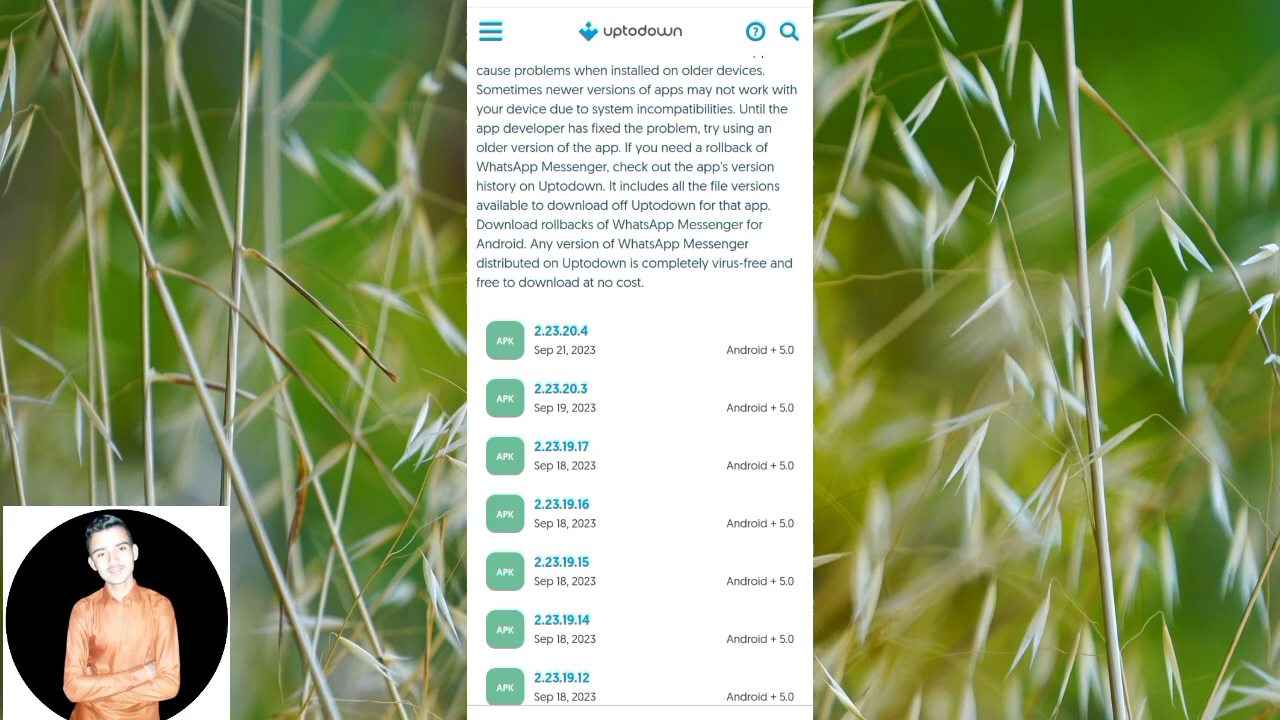 uptodown
cause problems when installed on older devices.
Sometimes newer versions of apps may not work with
your device due to system incompatibilities. Until the
app developer has fixed the problem, try using an
older version of the app. If you need a rollback of
WhatsApp Messenger, check out the app's version
history on Uptodown. It includes all the file versions
available to download off Uptodown for that app.
Download rollbacks of WhatsApp Messenger for
Android. Any version of WhatsApp Messenger
distributed on Uptodown is completely virus-free and
free to download at no cost.
APK
2.23.20.4
Sep 21, 2023
Android + 5.0
APK
2.23.20.3
Sep 19, 2023
Android + 5.0
APK
2.23.19.17
Sep 18, 2023
Android + 5.0
APK
2.23.19.16
Sep 18, 2023
Android + 5.0
APK
2.23.19.15
Sep 18, 2023
Android + 5.0
APK
2.23.19.14
Sep 18, 2023
Android + 5.0
APK
2.23.19.12
Sep 18, 2023
Android + 5.0